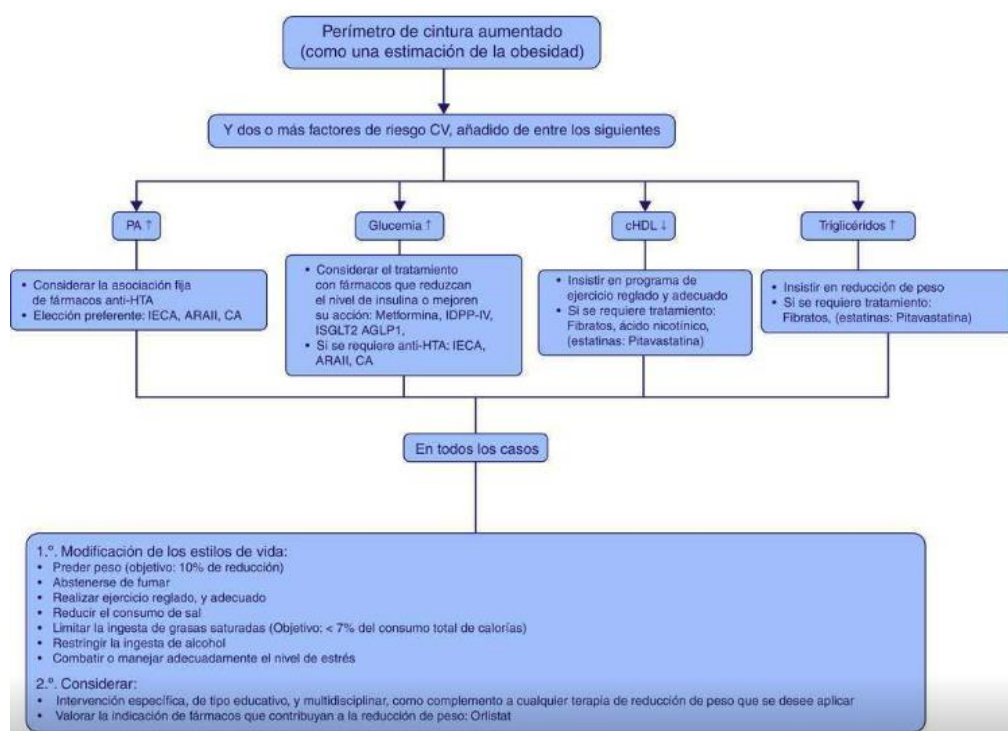 Perímetro de cintura aumentado
(como una estimación de la obesidad)
Y dos o más factores de riesgo CV, añadido de entre los siguientes
PA ↑
Glucemia ↑
cHDL ↓
Triglicéridos ↑
• Considerar la asociación fija
de fármacos anti-HTA
• Elección preferente: IECA, ARAII, CA
• Considerar el tratamiento
con fármacos que reduzcan
el nivel de insulina o mejoren
su acción: Metformina, IDPP-IV,
ISGLT2 AGLP1,
• Si se requiere anti-HTA: IECA,
ARAII, CA
• Insistir en programa de
ejercicio reglado y adecuado
• Si se requiere tratamiento:
Fibratos, ácido nicotínico,
(estatinas: Pitavastatina)
• Insistir en reducción de peso
• Si se requiere tratamiento:
Fibratos, (estatinas: Pitavastatina)
En todos los casos
1.º. Modificación de los estilos de vida:
• Preder peso (objetivo: 10% de reducción)
• Abstenerse de fumar
• Realizar ejercicio reglado, y adecuado
• Reducir el consumo de sal
• Limitar la ingesta de grasas saturadas (Objetivo: < 7% del consumo total de calorías)
• Restringir la ingesta de alcohol
• Combatir o manejar adecuadamente el nivel de estrés
2.º. Considerar:
• Intervención específica, de tipo educativo, y multidisciplinar, como complemento a cualquier terapia de reducción de peso que se desee aplicar
• Valorar la indicación de fármacos que contribuyan a la reducción de peso: Orlistat